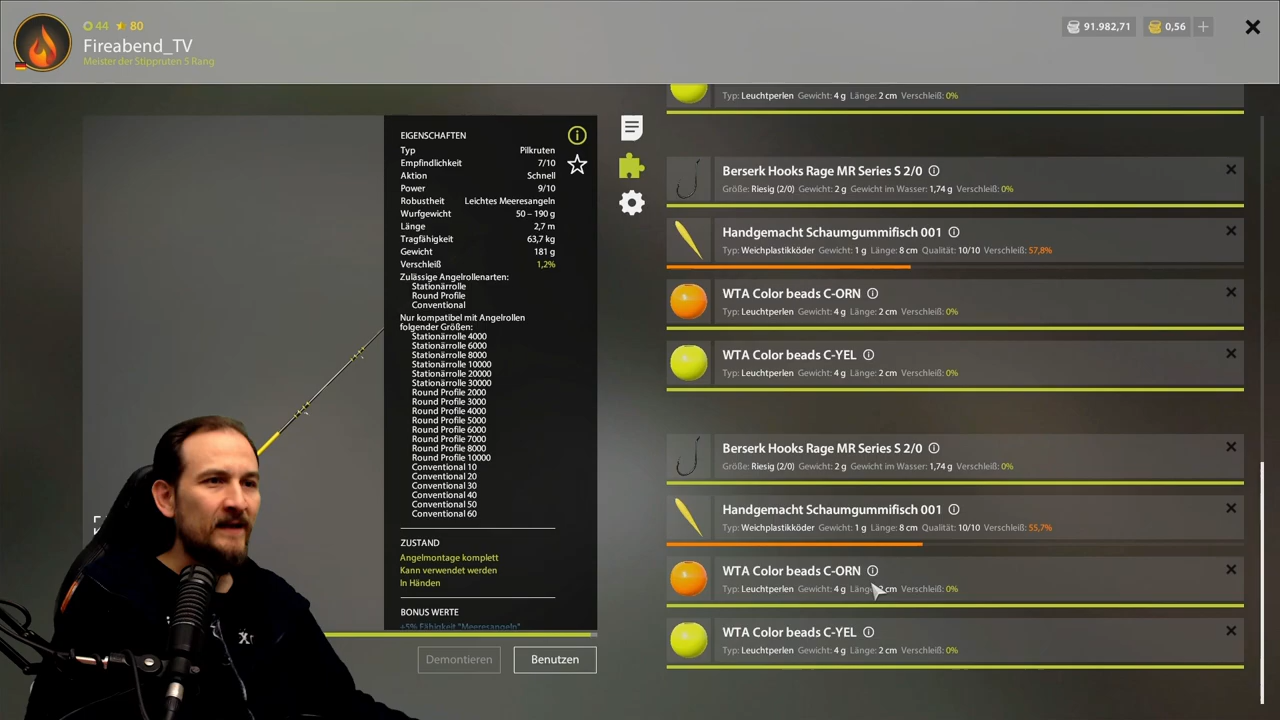 44 80
Fireabend_TV
Meister der Stippruten 5 Rang
91.982,71 0,56 +
EIGENSCHAFTEN
Typ Pilkruten
Empfindlichkeit 7/10
Aktion Schnell
Power 9/10
Robustheit Leichtes Meeresangeln
Wurfgewicht 50 – 190 g
Länge 2,7 m
Tragfähigkeit 63,7 kg
Gewicht 181 g
Verschleiß 1,2%
Zulässige Angelrollenarten:
Stationärrolle
Round Profile
Conventional
Nur kompatibel mit Angelrollen
folgender Größen:
Stationärrolle 4000
Stationärrolle 6000
Stationärrolle 8000
Stationärrolle 10000
Stationärrolle 20000
Stationärrolle 30000
Round Profile 2000
Round Profile 3000
Round Profile 4000
Round Profile 5000
Round Profile 6000
Round Profile 7000
Round Profile 8000
Round Profile 10000
Conventional 10
Conventional 20
Conventional 30
Conventional 40
Conventional 50
Conventional 60
ZUSTAND
Angelmontage komplett
Kann verwendet werden
In Händen
BONUS WERTE
+5% Fähigkeit "Meeresangeln"
Demontieren Benutzen
Typ: Leuchtperlen Gewicht: 4 g Länge: 2 cm Verschleiß: 0%
Berserk Hooks Rage MR Series S 2/0
Größe: Riesig (2/0) Gewicht: 2 g Gewicht im Wasser: 1,74 g Verschleiß: 0%
Handgemacht Schaumgummifisch 001
Typ: Weichplastikköder Gewicht: 1 g Länge: 8 cm Qualität: 10/10 Verschleiß: 57,8%
WTA Color beads C-ORN
Typ: Leuchtperlen Gewicht: 4 g Länge: 2 cm Verschleiß: 0%
WTA Color beads C-YEL
Typ: Leuchtperlen Gewicht: 4 g Länge: 2 cm Verschleiß: 0%
Berserk Hooks Rage MR Series S 2/0
Größe: Riesig (2/0) Gewicht: 2 g Gewicht im Wasser: 1,74 g Verschleiß: 0%
Handgemacht Schaumgummifisch 001
Typ: Weichplastikköder Gewicht: 1 g Länge: 8 cm Qualität: 10/10 Verschleiß: 55,7%
WTA Color beads C-ORN
Typ: Leuchtperlen Gewicht: 4 g cm Verschleiß: 0%
WTA Color beads C-YEL
Typ: Leuchtperlen Gewicht: 4 g Länge: 2 cm Verschleiß: 0%